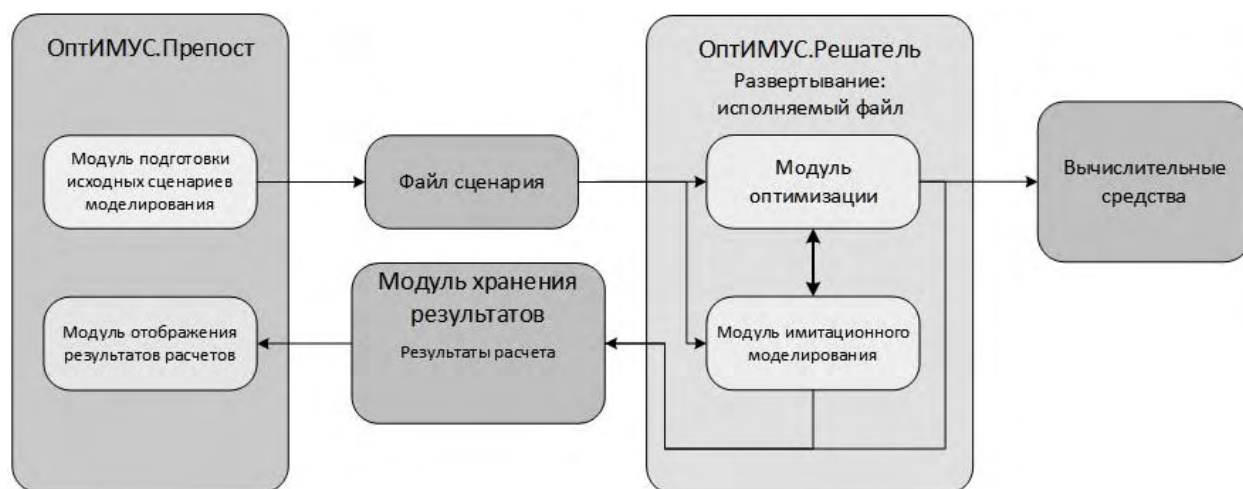 ОптИМУС.Препост
Модуль подготовки
исходных сценариев
моделирования
Модуль отображения
результатов расчетов
Файл сценария
Модуль хранения
результатов
Результаты расчета
ОптИМУС.Решатель
Развертывание:
исполняемый файл
Модуль
оптимизации
Модуль имитационного
моделирования
Вычислительные
средства